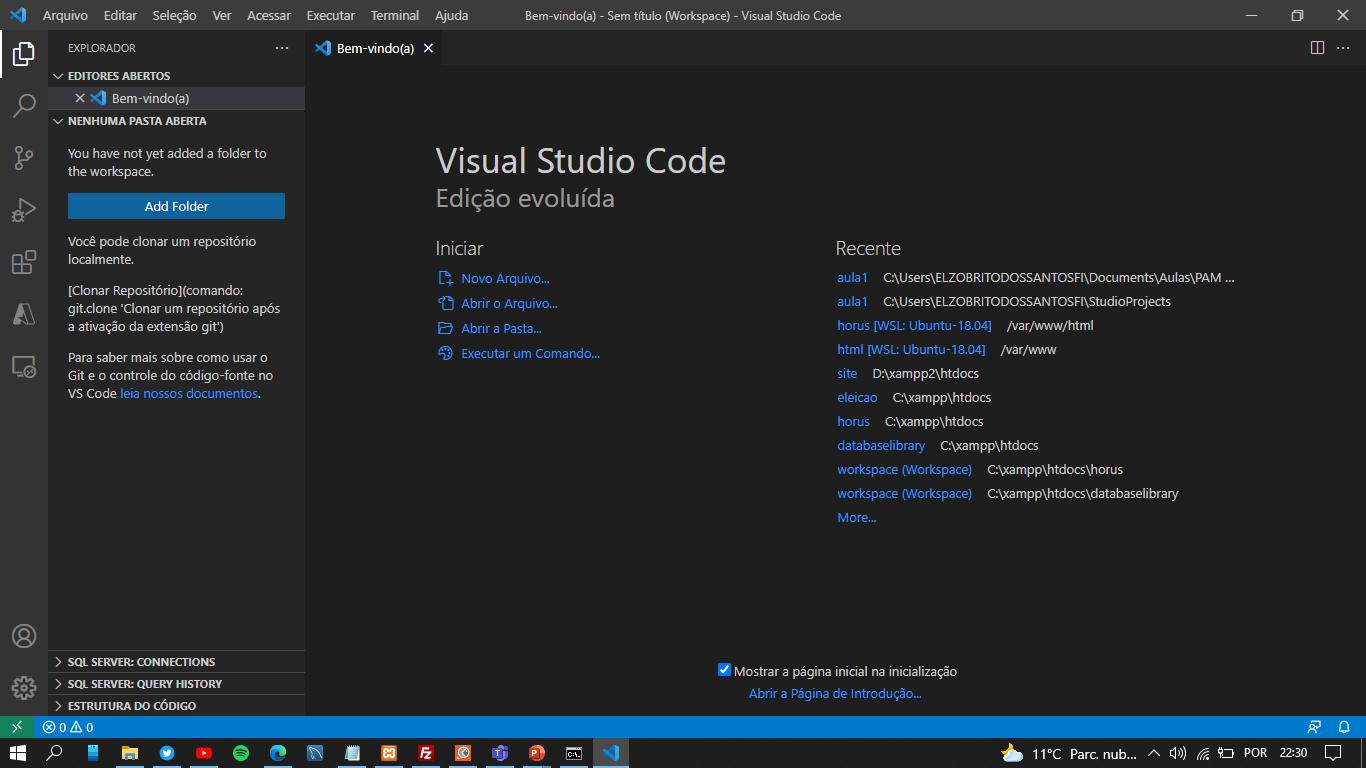 Arquivo Editar Seleção Ver Acessar Executar Terminal Ajuda
Bem-vindo(a) - Sem título (Workspace) - Visual Studio Code
EXPLORADOR
EDITORES ABERTOS
Bem-vindo(a)
NENHUMA PASTA ABERTA
You have not yet added a folder to
the workspace.
Add Folder
Você pode clonar um repositório
localmente.
[Clonar Repositório](comando:
git.clone 'Clonar um repositório após
a ativação da extensão git')
Para saber mais sobre como usar o
Git e o controle do código-fonte no
VS Code leia nossos documentos.
SQL SERVER: CONNECTIONS
SQL SERVER: QUERY HISTORY
ESTRUTURA DO CÓDIGO
Bem-vindo(a)
Visual Studio Code
Edição evoluída
Iniciar
Novo Arquivo...
Abrir o Arquivo...
Abrir a Pasta...
Executar um Comando...
Recente
aula1 C:\Users\ELZOBRITODOSSANTOSFI\Documents\Aulas\PAM ...
aula1 C:\Users\ELZOBRITODOSSANTOSFI\StudioProjects
horus [WSL: Ubuntu-18.04] /var/www/html
html [WSL: Ubuntu-18.04] /var/www
site D:\xampp2\htdocs
eleicao C:\xampp\htdocs
horus C:\xampp\htdocs
databaselibrary C:\xampp\htdocs
workspace (Workspace) C:\xampp\htdocs\horus
workspace (Workspace) C:\xampp\htdocs\databaselibrary
More...
Mostrar a página inicial na inicialização
Abrir a Página de Introdução...
0 0
11°C Parc. nub... POR 22:30